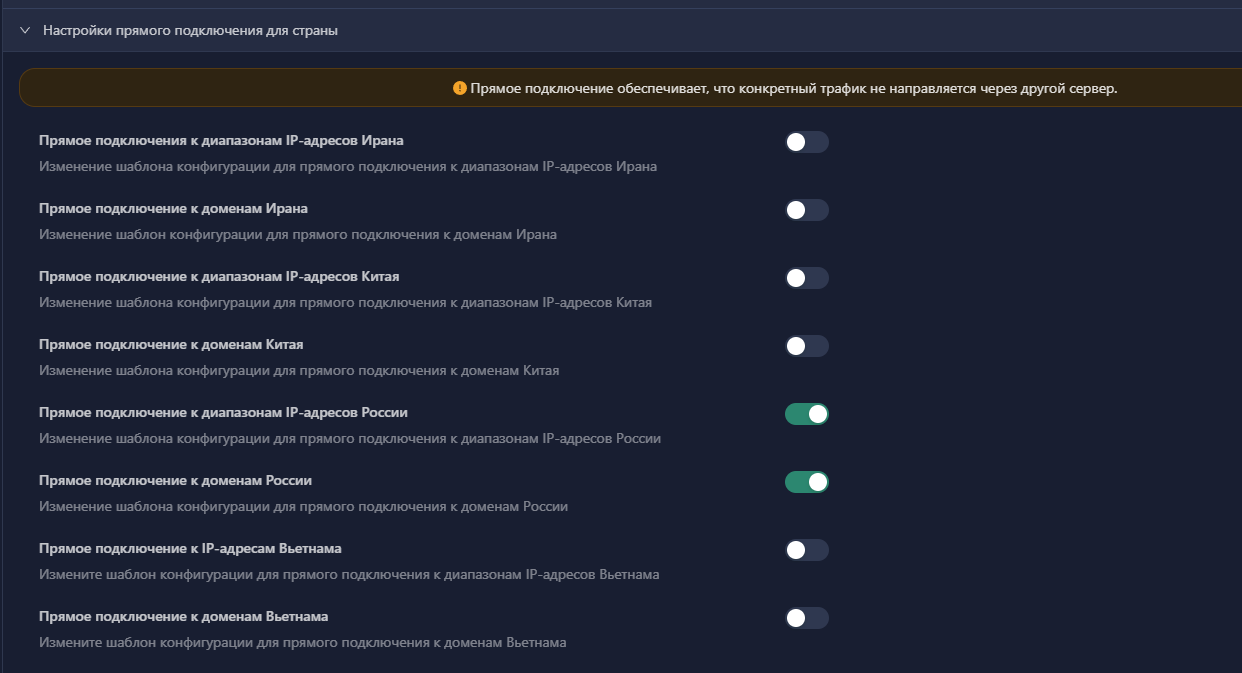 Настройки прямого подключения для страны
Прямое подключение обеспечивает, что конкретный трафик не направляется через другой сервер.
Прямое подключения к диапазонам IP-адресов Ирана
Изменение шаблона конфигурации для прямого подключения к диапазонам IP-адресов Ирана
Прямое подключение к доменам Ирана
Изменение шаблон конфигурации для прямого подключения к доменам Ирана
Прямое подключение к диапазонам IP-адресов Китая
Изменение шаблона конфигурации для прямого подключения к диапазонам IP-адресов Китая
Прямое подключение к доменам Китая
Изменение шаблона конфигурации для прямого подключения к доменам Китая
Прямое подключение к диапазонам IP-адресов России
Изменение шаблона конфигурации для прямого подключения к диапазонам IP-адресов России
Прямое подключение к доменам России
Изменение шаблона конфигурации для прямого подключения к доменам России
Прямое подключение к IP-адресам Вьетнама
Измените шаблон конфигурации для прямого подключения к диапазонам IP-адресов Вьетнама
Прямое подключение к доменам Вьетнама
Измените шаблон конфигурации для прямого подключения к доменам Вьетнама